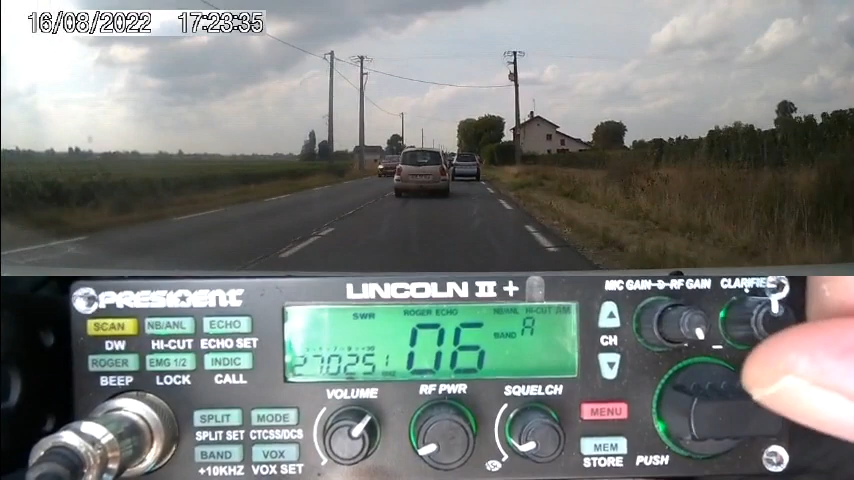 16/08/2022 17:23:35
PRESIDENT
LINCOLN II +
MIC GAIN RF GAIN CLARIFIE
SCAN NB/ANL ECHO
DW HI-CUT ECHO SET
ROGER EMG 1/2 INDIC
BEEP LOCK CALL
SWR ROGER ECHO NB/ANL HI-CUT AM
06 BAND A
270251
CH
VOLUME RF PWR SQUELCH
SPLIT MODE
SPLIT SET CTCSS/DCS
BAND VOX
+10KHZ VOX SET
MENU
MEM
STORE PUSH